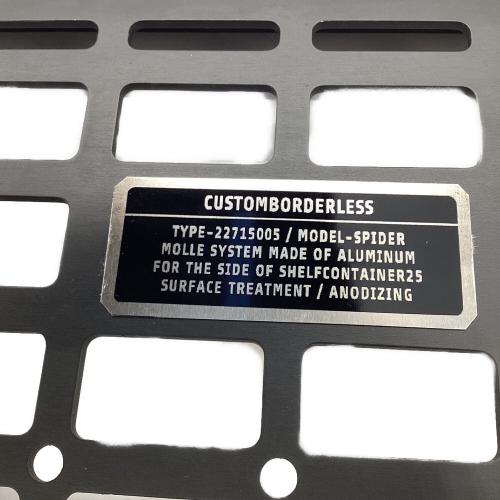 CUSTOMBORDERLESS
TYPE-22715005 / MODEL-SPIDER
MOLLE SYSTEM MADE OF ALUMINUM
FOR THE SIDE OF SHELFCONTAINER25
SURFACE TREATMENT / ANODIZING